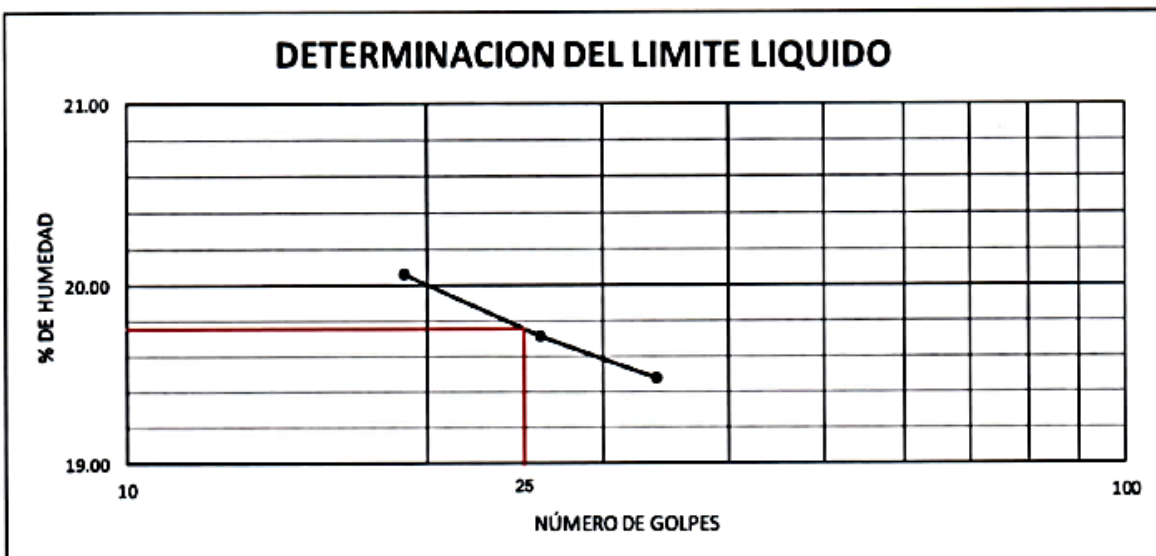 DETERMINACION DEL LIMITE LIQUIDO
21.00
% DE HUMEDAD
20.00
19.00
10
25
100
NÚMERO DE GOLPES